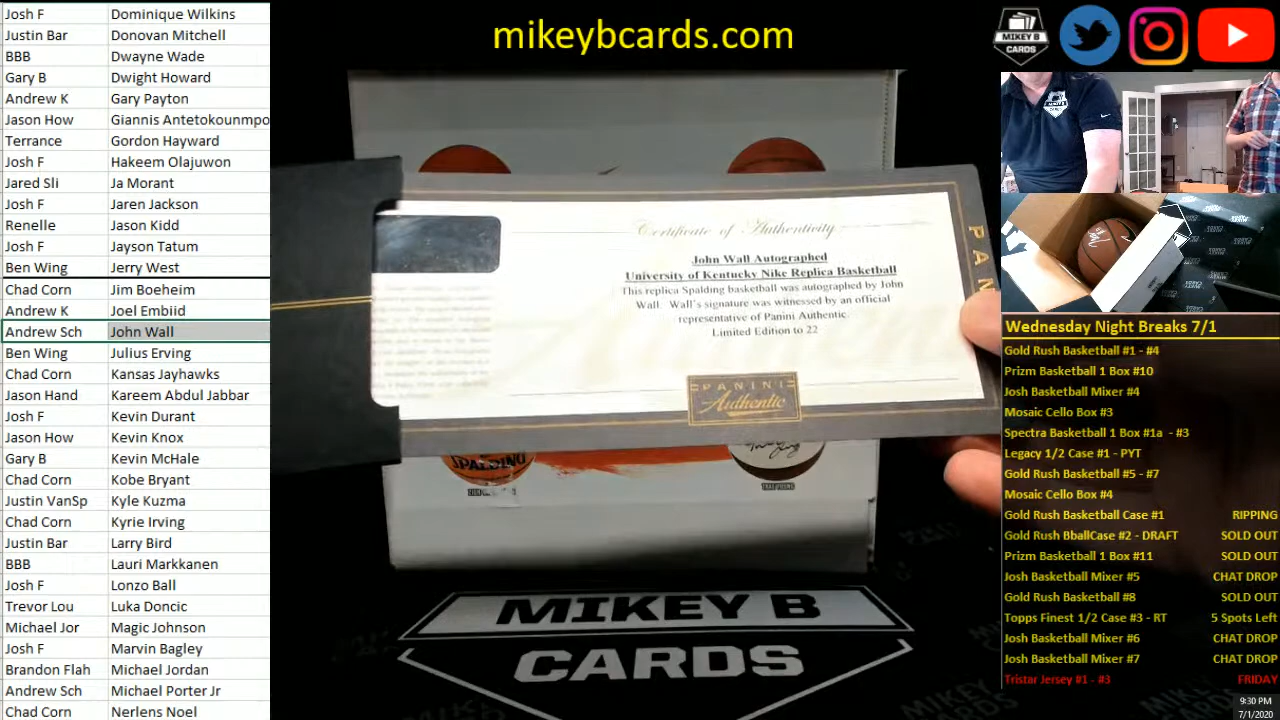 Josh F Dominique Wilkins
Justin Bar Donovan Mitchell
BBB Dwayne Wade
Gary B Dwight Howard
Andrew K Gary Payton
Jason How Giannis Antetokounmpo
Terrance Gordon Hayward
Josh F Hakeem Olajuwon
Jared Sli Ja Morant
Josh F Jaren Jackson
Renelle Jason Kidd
Josh F Jayson Tatum
Ben Wing Jerry West
Chad Corn Jim Boeheim
Andrew K Joel Embiid
Andrew Sch John Wall
Ben Wing Julius Erving
Chad Corn Kansas Jayhawks
Jason Hand Kareem Abdul Jabbar
Josh F Kevin Durant
Jason How Kevin Knox
Gary B Kevin McHale
Chad Corn Kobe Bryant
Justin VanSp Kyle Kuzma
Chad Corn Kyrie Irving
Justin Bar Larry Bird
BBB Lauri Markkanen
Josh F Lonzo Ball
Trevor Lou Luka Doncic
Michael Jor Magic Johnson
Josh F Marvin Bagley
Brandon Flah Michael Jordan
Andrew Sch Michael Porter Jr
Chad Corn Nerlens Noel
mikeybcards.com
Certificate of Authenticity
John Wall Autographed
University of Kentucky Nike Replica Basketball
This replica Spalding basketball was autographed by John
Wall. Wall's signature was witnessed by an official
representative of Panini Authentic.
Limited Edition to 22
PANINI
Authentic
PAN
SPALDING
MIKEY B
CARDS
MIKEY B
CARDS
Wednesday Night Breaks 7/1
Gold Rush Basketball #1 - #4
Prizm Basketball 1 Box #10
Josh Basketball Mixer #4
Mosaic Cello Box #3
Spectra Basketball 1 Box #1a - #3
Legacy 1/2 Case #1 - PYT
Gold Rush Basketball #5 - #7
Mosaic Cello Box #4
Gold Rush Basketball Case #1 RIPPING
Gold Rush BballCase #2 - DRAFT SOLD OUT
Prizm Basketball 1 Box #11 SOLD OUT
Josh Basketball Mixer #5 CHAT DROP
Gold Rush Basketball #8 SOLD OUT
Topps Finest 1/2 Case #3 - RT 5 Spots Left
Josh Basketball Mixer #6 CHAT DROP
Josh Basketball Mixer #7 CHAT DROP
Tristar Jersey #1 - #3 FRIDAY
9:30 PM
7/1/2020